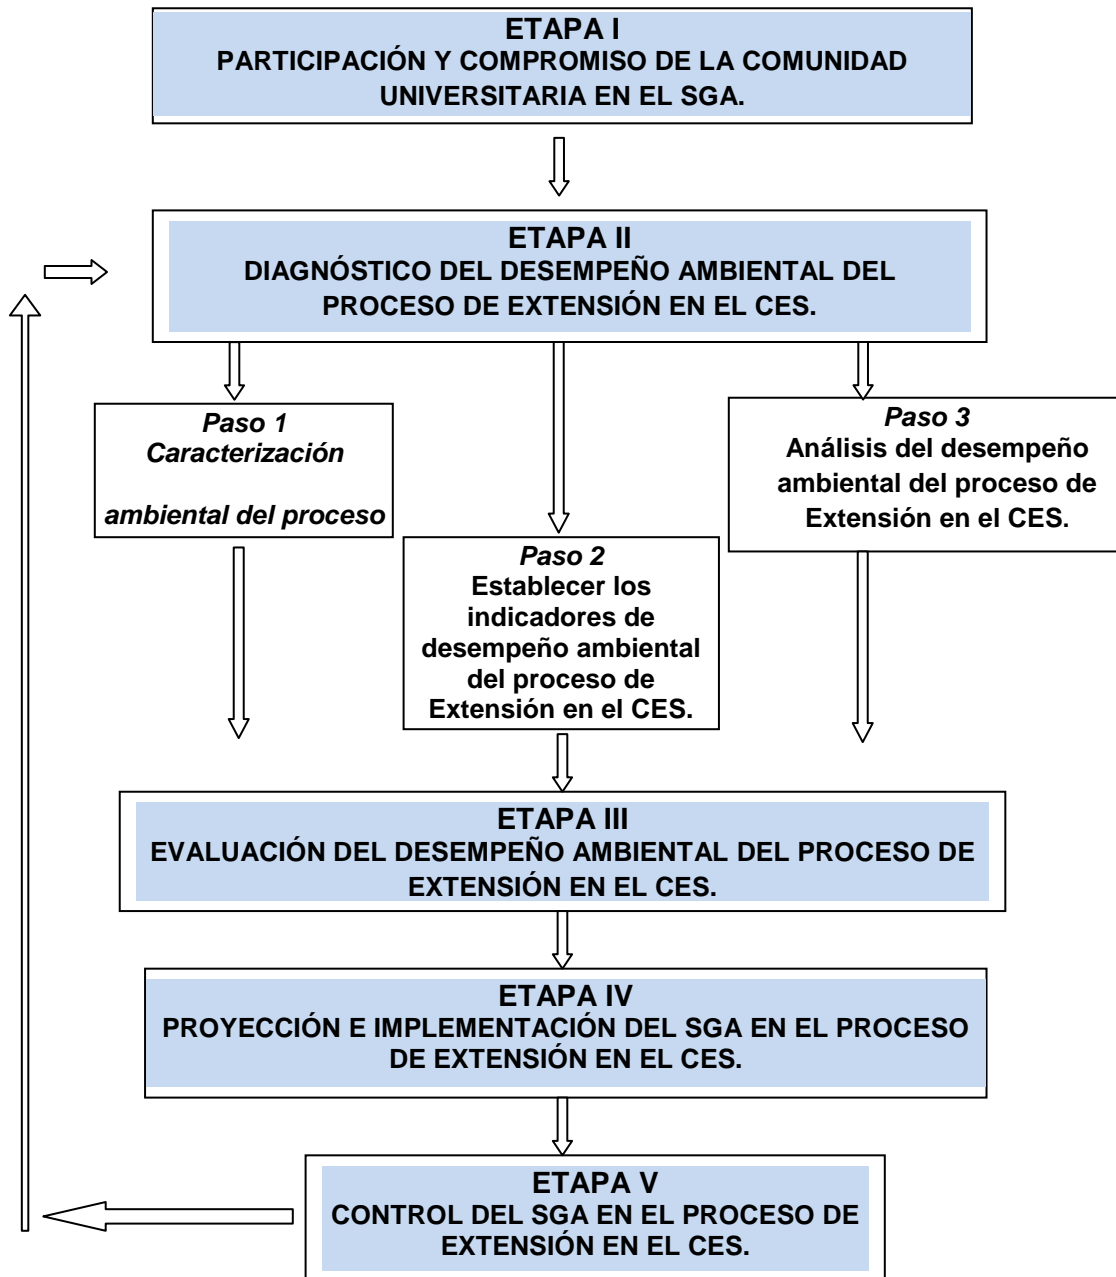 ETAPA I
PARTICIPACIÓN Y COMPROMISO DE LA COMUNIDAD
UNIVERSITARIA EN EL SGA.
ETAPA II
DIAGNÓSTICO DEL DESEMPEÑO AMBIENTAL DEL
PROCESO DE EXTENSIÓN EN EL CES.
Paso 1
Caracterización
ambiental del proceso
Paso 2
Establecer los
indicadores de
desempeño ambiental
del proceso de
Extensión en el CES.
Paso 3
Análisis del desempeño
ambiental del proceso de
Extensión en el CES.
ETAPA III
EVALUACIÓN DEL DESEMPEÑO AMBIENTAL DEL PROCESO DE
EXTENSIÓN EN EL CES.
ETAPA IV
PROYECCIÓN E IMPLEMENTACIÓN DEL SGA EN EL PROCESO
DE EXTENSIÓN EN EL CES.
ETAPA V
CONTROL DEL SGA EN EL PROCESO DE
EXTENSIÓN EN EL CES.